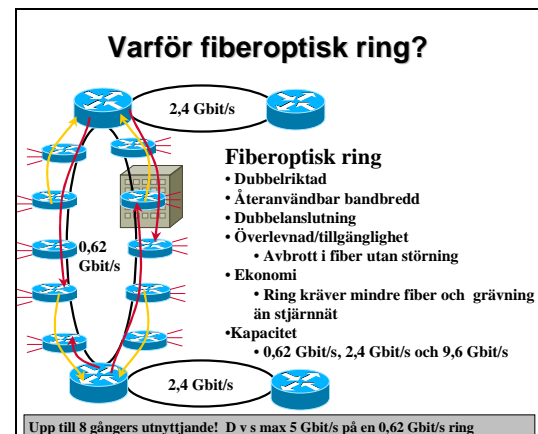 Varför fiberoptisk ring?
2,4 Gbit/s
Fiberoptisk ring
• Dubbelriktad
• Återanvändbar bandbredd
• Dubbelanslutning
• Överlevnad/tillgänglighet
• Avbrott i fiber utan störning
• Ekonomi
• Ring kräver mindre fiber och grävning
än stjärnnät
•Kapacitet
• 0,62 Gbit/s, 2,4 Gbit/s och 9,6 Gbit/s
0,62
Gbit/s
2,4 Gbit/s
Upp till 8 gångers utnyttjande! D v s max 5 Gbit/s på en 0,62 Gbit/s ring